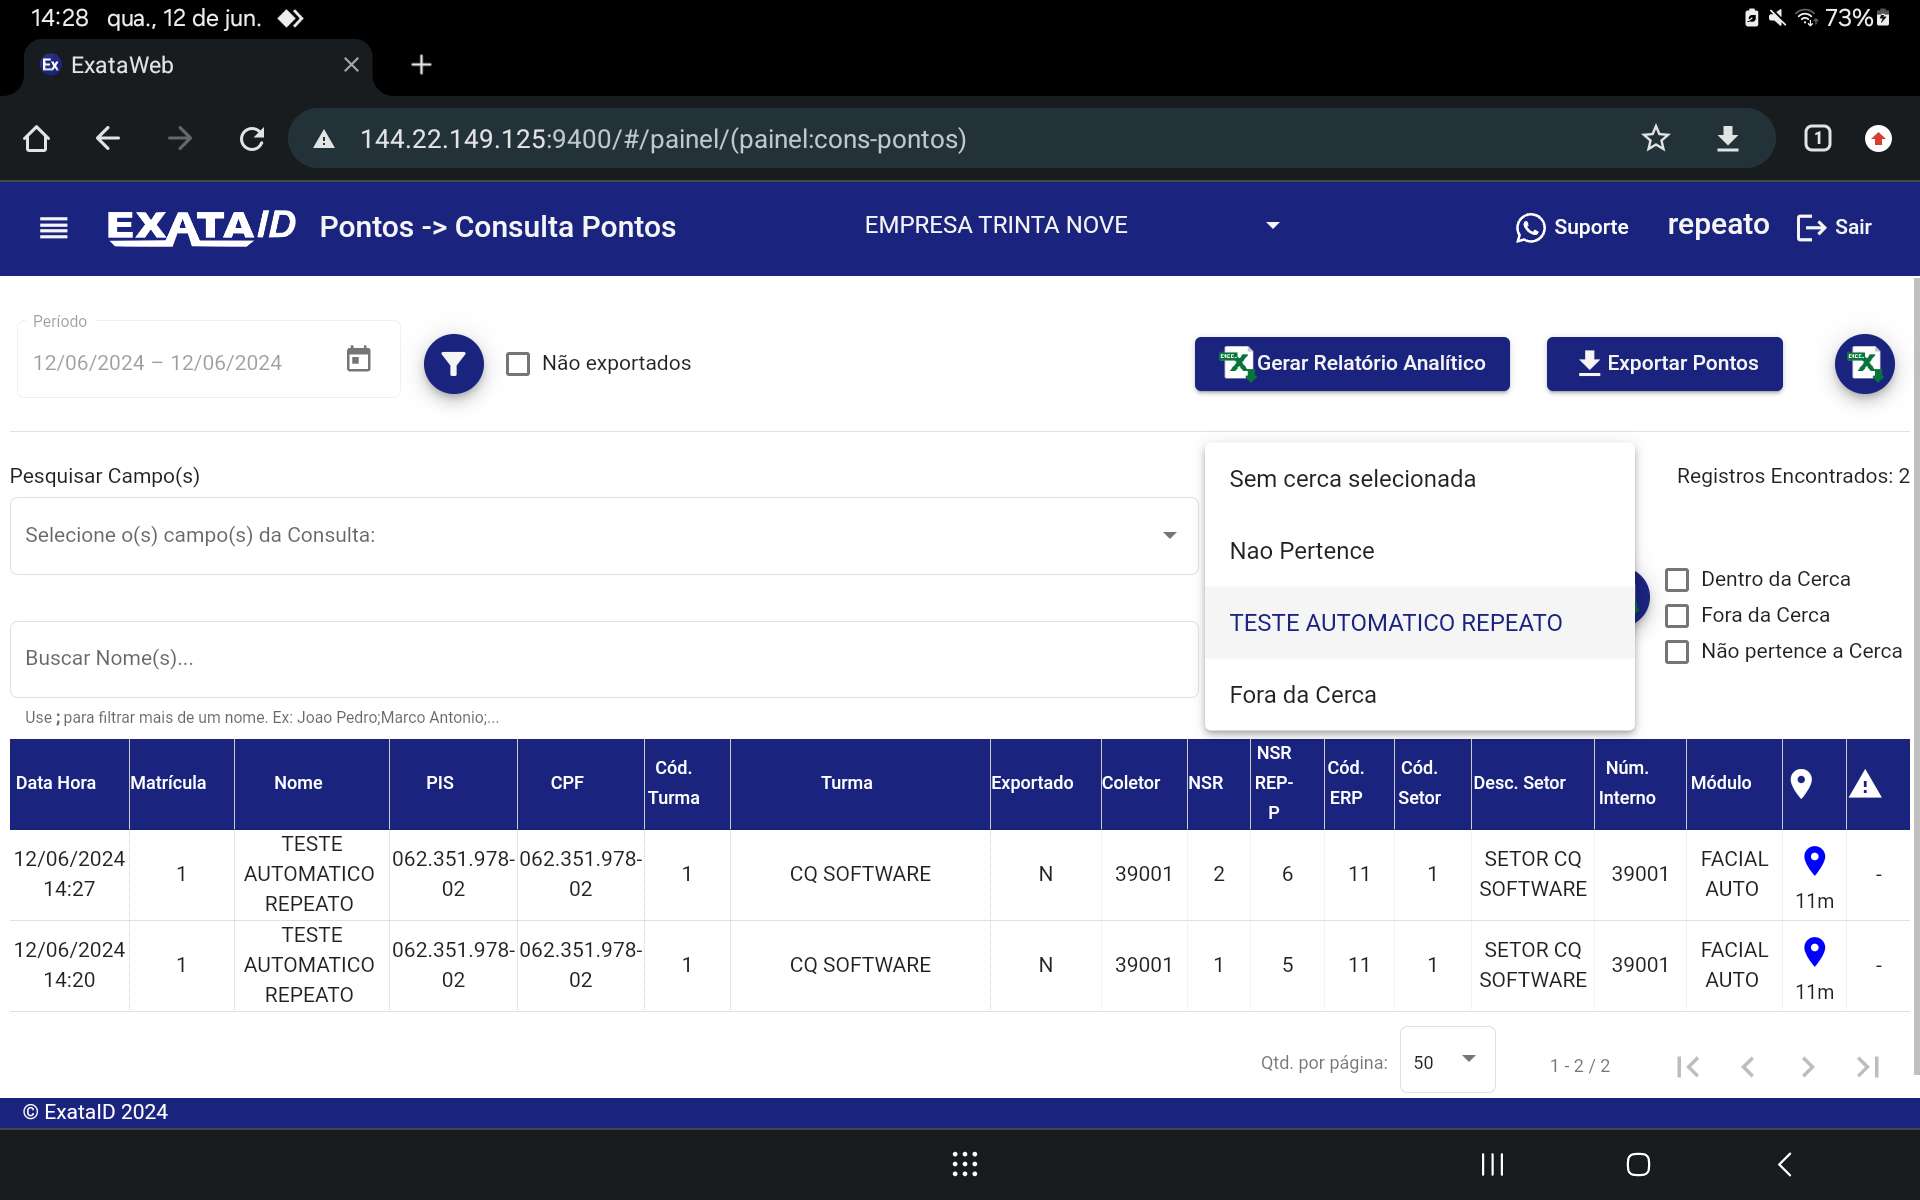 14:28 qua., 12 de jun. 73%
Ex ExataWeb
144.22.149.125:9400/#/painel/(painel:cons-pontos) 1
EXATAID Pontos -> Consulta Pontos EMPRESA TRINTA NOVE Suporte repeato Sair
Período
12/06/2024 – 12/06/2024 Não exportados Gerar Relatório Analítico Exportar Pontos
Pesquisar Campo(s) Registros Encontrados: 2
Selecione o(s) campo(s) da Consulta:
Sem cerca selecionada
Nao Pertence
TESTE AUTOMATICO REPEATO
Fora da Cerca
Dentro da Cerca
Fora da Cerca
Não pertence a Cerca
Buscar Nome(s)...
Use ; para filtrar mais de um nome. Ex: Joao Pedro;Marco Antonio;...
Data Hora Matrícula Nome PIS CPF Cód. Turma Turma Exportado Coletor NSR NSR REP-P Cód. ERP Cód. Setor Desc. Setor Núm. Interno Módulo
12/06/2024 14:27 1 TESTE AUTOMATICO REPEATO 062.351.978-02 062.351.978-02 1 CQ SOFTWARE N 39001 2 6 11 1 SETOR CQ SOFTWARE 39001 FACIAL AUTO 11m -
12/06/2024 14:20 1 TESTE AUTOMATICO REPEATO 062.351.978-02 062.351.978-02 1 CQ SOFTWARE N 39001 1 5 11 1 SETOR CQ SOFTWARE 39001 FACIAL AUTO 11m -
Qtd. por página: 50 1 - 2 / 2
© ExataID 2024